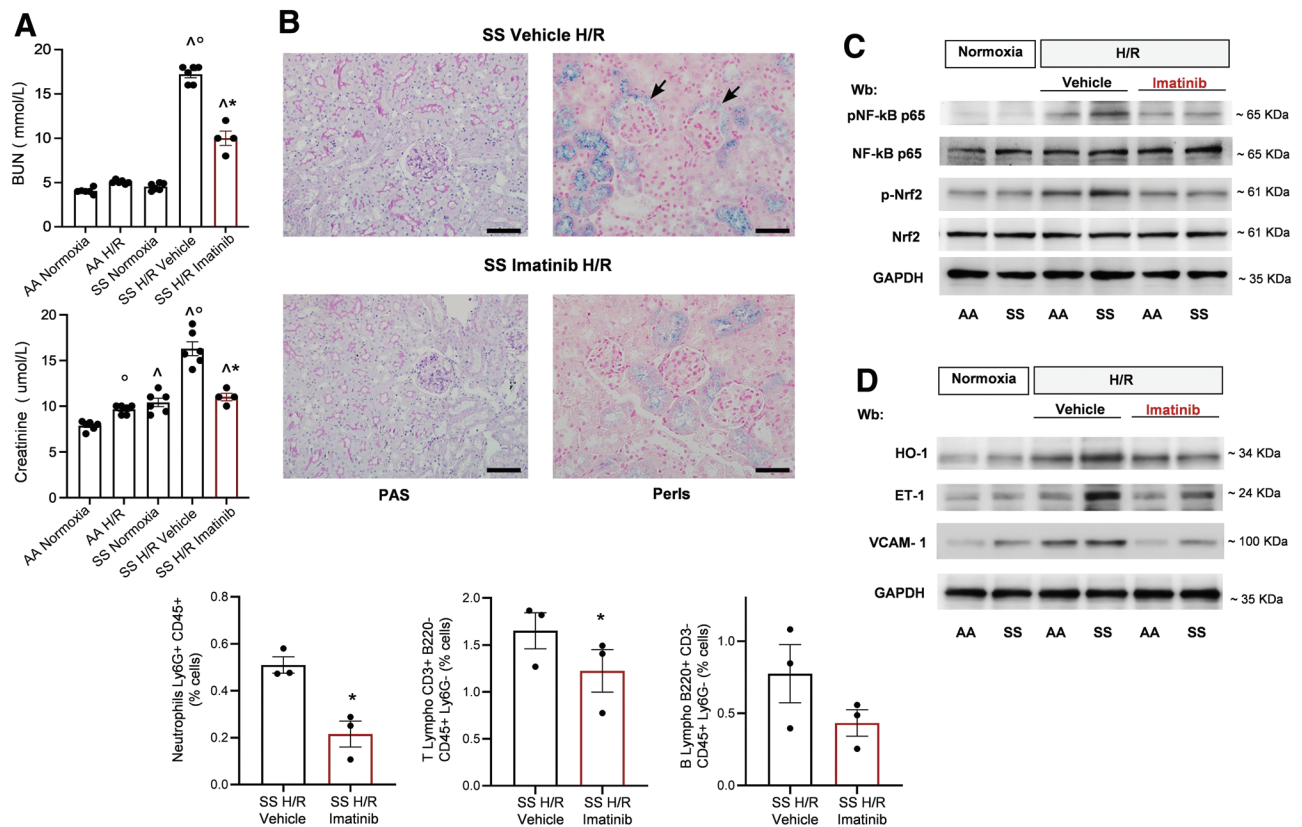 A
BUN ( mmol/L)
20
15
10
5
0
^°
^*
AA Normoxia
AA H/R
SS Normoxia
SS H/R Vehicle
SS H/R Imatinib
Creatinine ( umol/L)
20
15
10
5
0
°
^
^°
^*
AA Normoxia
AA H/R
SS Normoxia
SS H/R Vehicle
SS H/R Imatinib
B
SS Vehicle H/R
SS Imatinib H/R
PAS
Perls
C
Normoxia
H/R
Wb:
Vehicle
Imatinib
pNF-kB p65
~ 65 KDa
NF-kB p65
~ 65 KDa
p-Nrf2
~ 61 KDa
Nrf2
~ 61 KDa
GAPDH
~ 35 KDa
AA SS AA SS AA SS
D
Normoxia
H/R
Wb:
Vehicle
Imatinib
HO-1
~ 34 KDa
ET-1
~ 24 KDa
VCAM- 1
~ 100 KDa
GAPDH
~ 35 KDa
AA SS AA SS AA SS
Neutrophils Ly6G+ CD45+
(% cells)
0.8
0.6
0.4
0.2
0.0
*
SS H/R
Vehicle
SS H/R
Imatinib
T Lympho CD3+ B220-
CD45+ Ly6G- (% cells)
2.0
1.5
1.0
0.5
0.0
*
SS H/R
Vehicle
SS H/R
Imatinib
B Lympho B220+ CD3-
CD45+ Ly6G- (% cells)
1.0
0.5
0.0
SS H/R
Vehicle
SS H/R
Imatinib